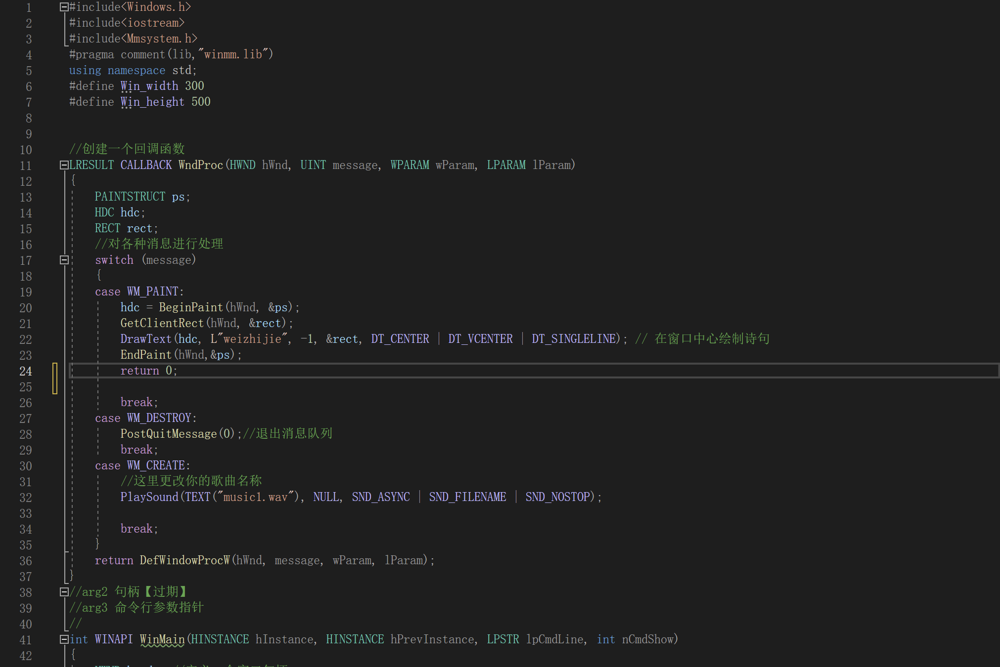 1 #include<Windows.h>
2 #include<iostream>
3 #include<Mmsystem.h>
4 #pragma comment(lib,"winmm.lib")
5 using namespace std;
6 #define Win_width 300
7 #define Win_height 500
8
9
10 //创建一个回调函数
11 LRESULT CALLBACK WndProc(HWND hWnd, UINT message, WPARAM wParam, LPARAM lParam)
12 {
13     PAINTSTRUCT ps;
14     HDC hdc;
15     RECT rect;
16     //对各种消息进行处理
17     switch (message)
18     {
19     case WM_PAINT:
20         hdc = BeginPaint(hWnd, &ps);
21         GetClientRect(hWnd, &rect);
22         DrawText(hdc, L"weizhijie", -1, &rect, DT_CENTER | DT_VCENTER | DT_SINGLELINE); // 在窗口中心绘制诗句
23         EndPaint(hWnd,&ps);
24         return 0;
25
26         break;
27     case WM_DESTROY:
28         PostQuitMessage(0);//退出消息队列
29         break;
30     case WM_CREATE:
31         //这里更改你的歌曲名称
32         PlaySound(TEXT("music1.wav"), NULL, SND_ASYNC | SND_FILENAME | SND_NOSTOP);
33
34         break;
35     }
36     return DefWindowProcW(hWnd, message, wParam, lParam);
37 }
38 //arg2 句柄【过期】
39 //arg3 命令行参数指针
40 //
41 int WINAPI WinMain(HINSTANCE hInstance, HINSTANCE hPrevInstance, LPSTR lpCmdLine, int nCmdShow)
42 {